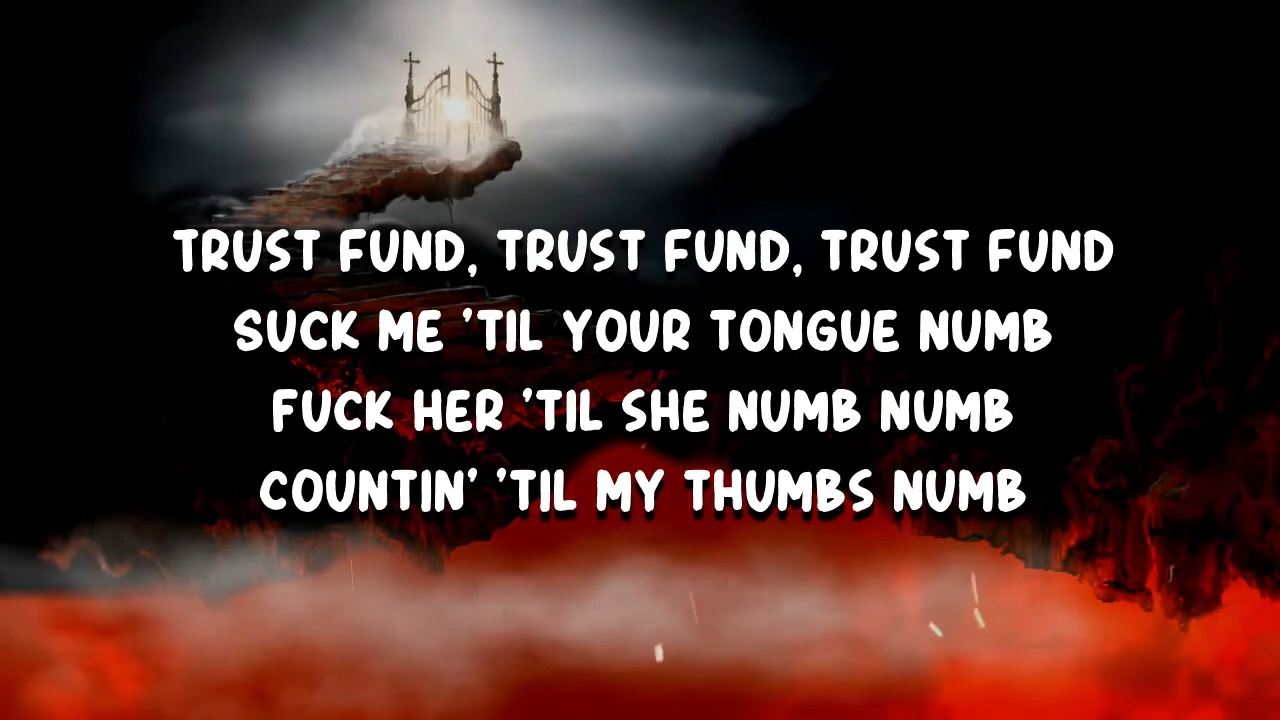 TRUST FUND, TRUST FUND, TRUST FUND
SUCK ME 'TIL YOUR TONGUE NUMB
FUCK HER 'TIL SHE NUMB NUMB
COUNTIN' 'TIL MY THUMBS NUMB